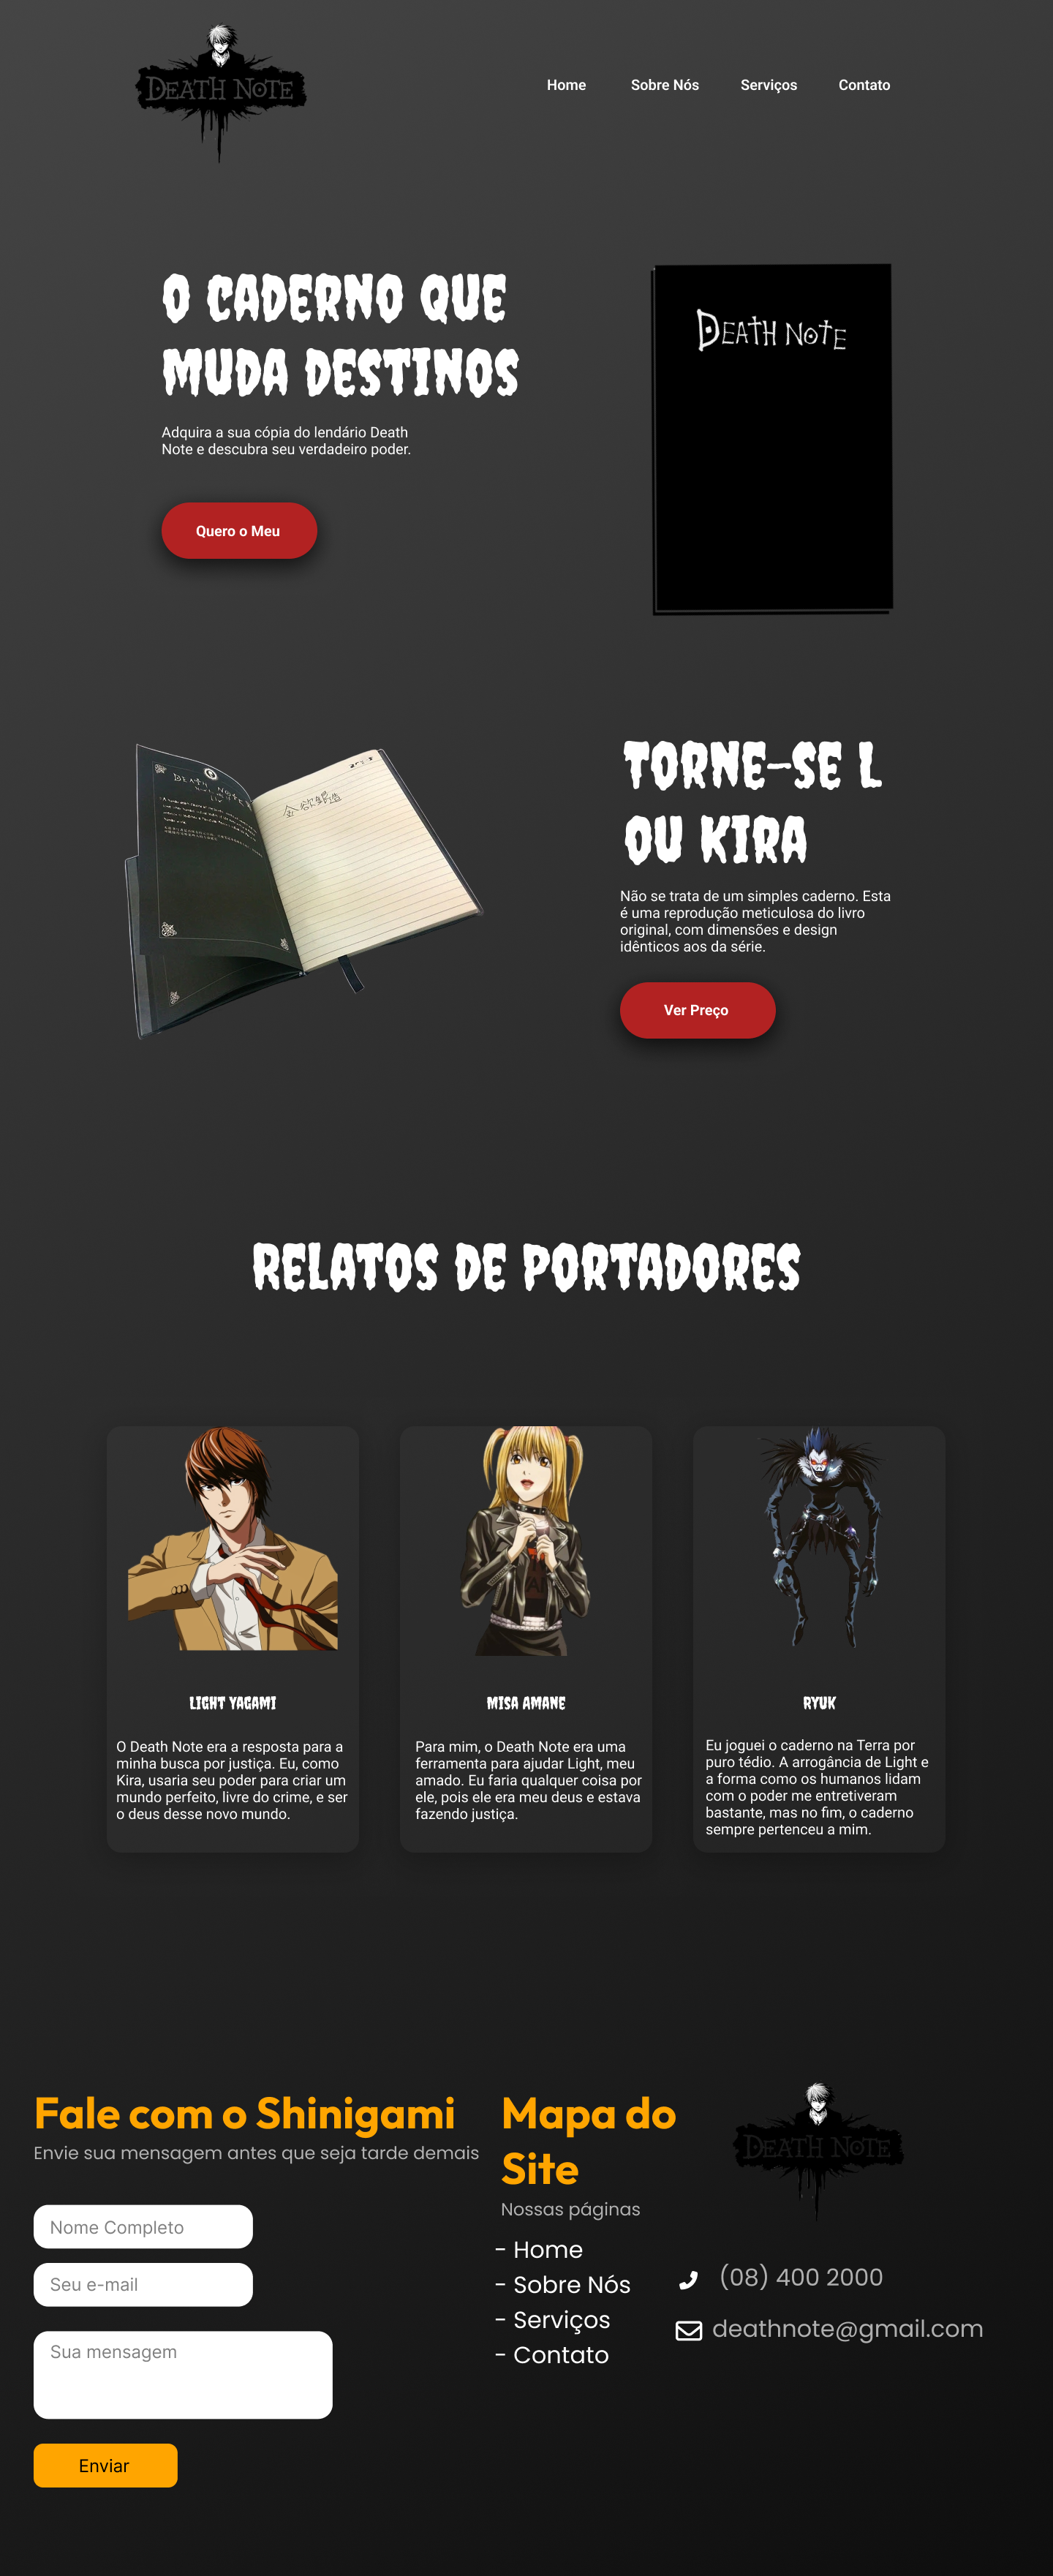 DEATH NOTE
Home
Sobre Nós
Serviços
Contato
O CADERNO QUE
MUDA DESTINOS
Adquira a sua cópia do lendário Death
Note e descubra seu verdadeiro poder.
Quero o Meu
DEATH NOTE
DEATH NOTE
TORNE-SE L
OU KIRA
Não se trata de um simples caderno. Esta
é uma reprodução meticulosa do livro
original, com dimensões e design
idênticos aos da série.
Ver Preço
RELATOS DE PORTADORES
LIGHT YAGAMI
O Death Note era a resposta para a
minha busca por justiça. Eu, como
Kira, usaria seu poder para criar um
mundo perfeito, livre do crime, e ser
o deus desse novo mundo.
MISA AMANE
Para mim, o Death Note era uma
ferramenta para ajudar Light, meu
amado. Eu faria qualquer coisa por
ele, pois ele era meu deus e estava
fazendo justiça.
RYUK
Eu joguei o caderno na Terra por
puro tédio. A arrogância de Light e
a forma como os humanos lidam
com o poder me entretiveram
bastante, mas no fim, o caderno
sempre pertenceu a mim.
Fale com o Shinigami
Envie sua mensagem antes que seja tarde demais
Nome Completo
Seu e-mail
Sua mensagem
Enviar
Mapa do
Site
Nossas páginas
- Home
- Sobre Nós
- Serviços
- Contato
DEATH NOTE
(08) 400 2000
deathnote@gmail.com